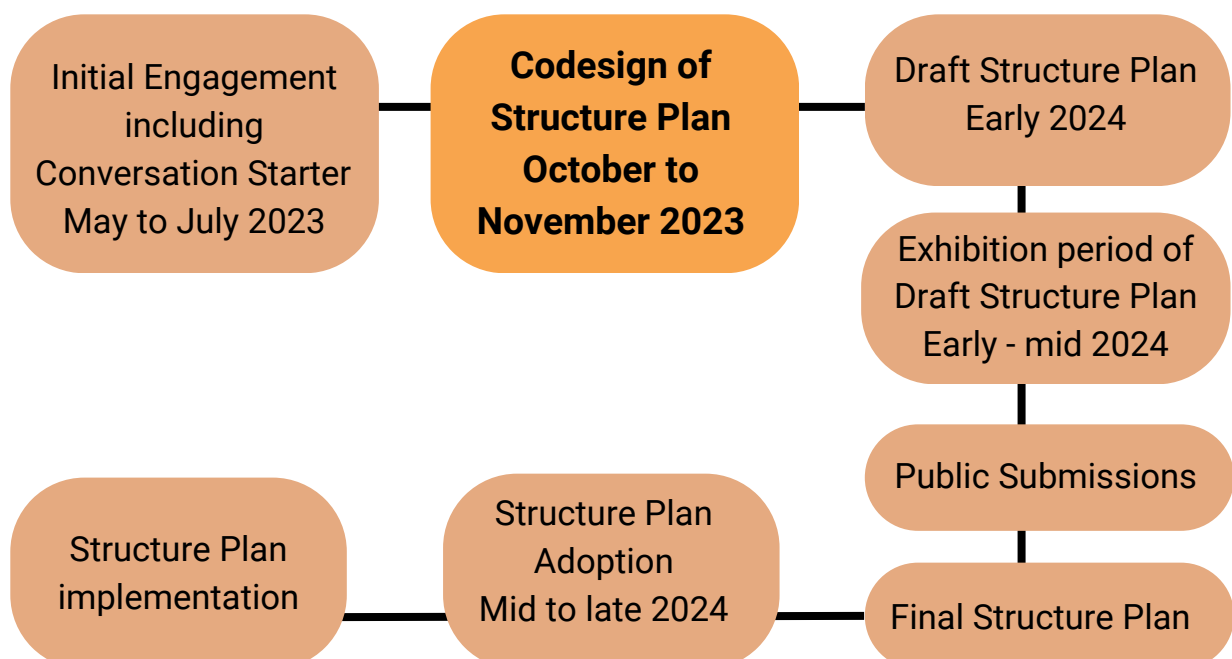 Initial Engagement
including
Conversation Starter
May to July 2023
Codesign of
Structure Plan
October to
November 2023
Draft Structure Plan
Early 2024
Exhibition period of
Draft Structure Plan
Early - mid 2024
Public Submissions
Final Structure Plan
Structure Plan
Adoption
Mid to late 2024
Structure Plan
implementation